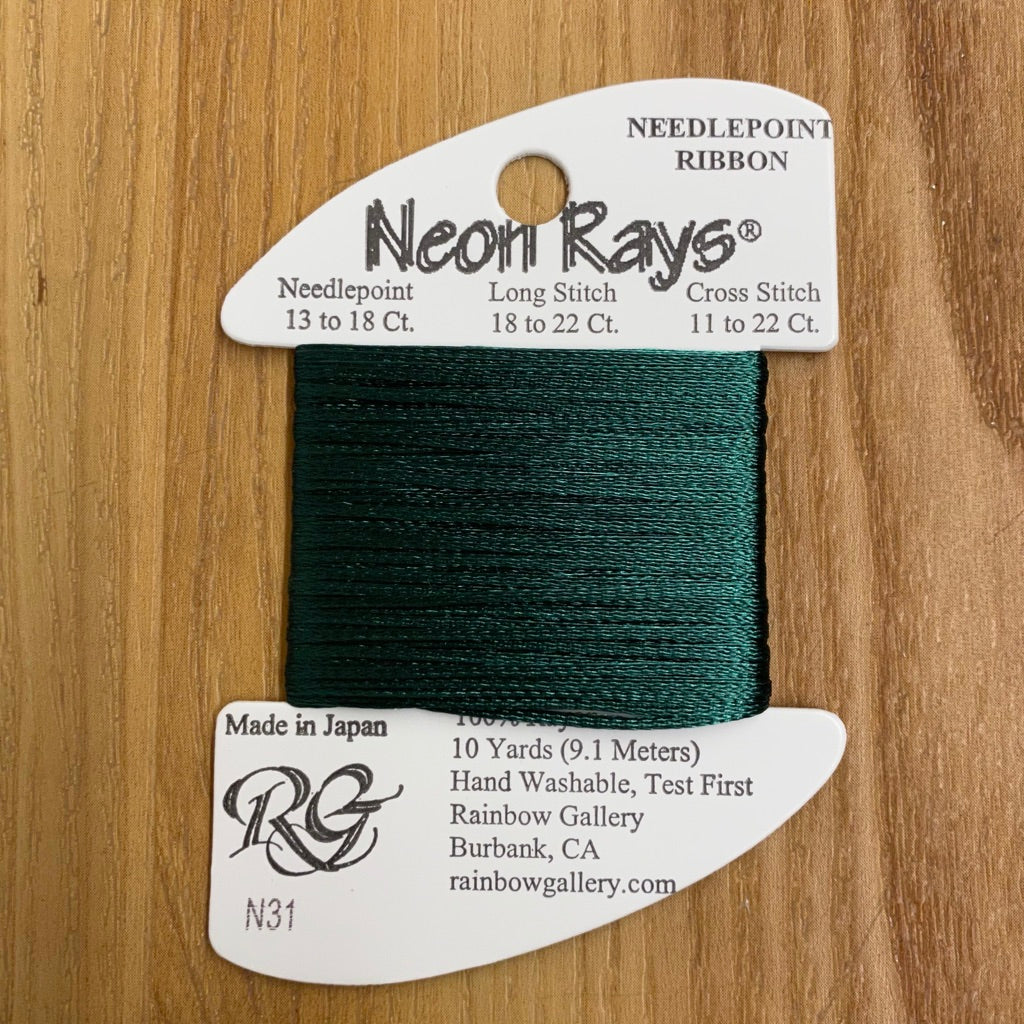 NEEDLEPOINT
RIBBON
Neon Rays®
Needlepoint Long Stitch Cross Stitch
13 to 18 Ct. 18 to 22 Ct. 11 to 22 Ct.
Made in Japan
100%
10 Yards (9.1 Meters)
Hand Washable, Test First
RG
Rainbow Gallery
Burbank, CA
rainbowgallery.com
N31